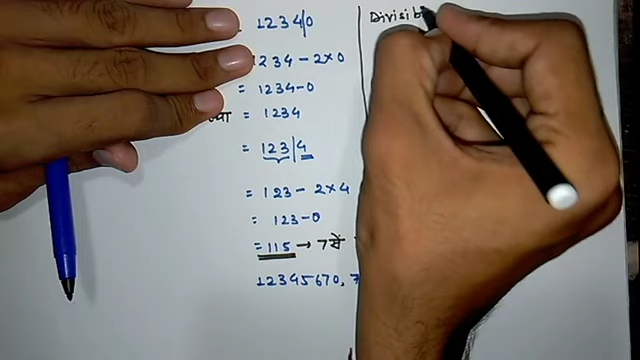 1234|0
1234 - 2×0
= 1234-0
= 1234
= 123|4
= 123 - 2×4
= 123-0
= 115 → 7 से
12345670, 7
Divisib